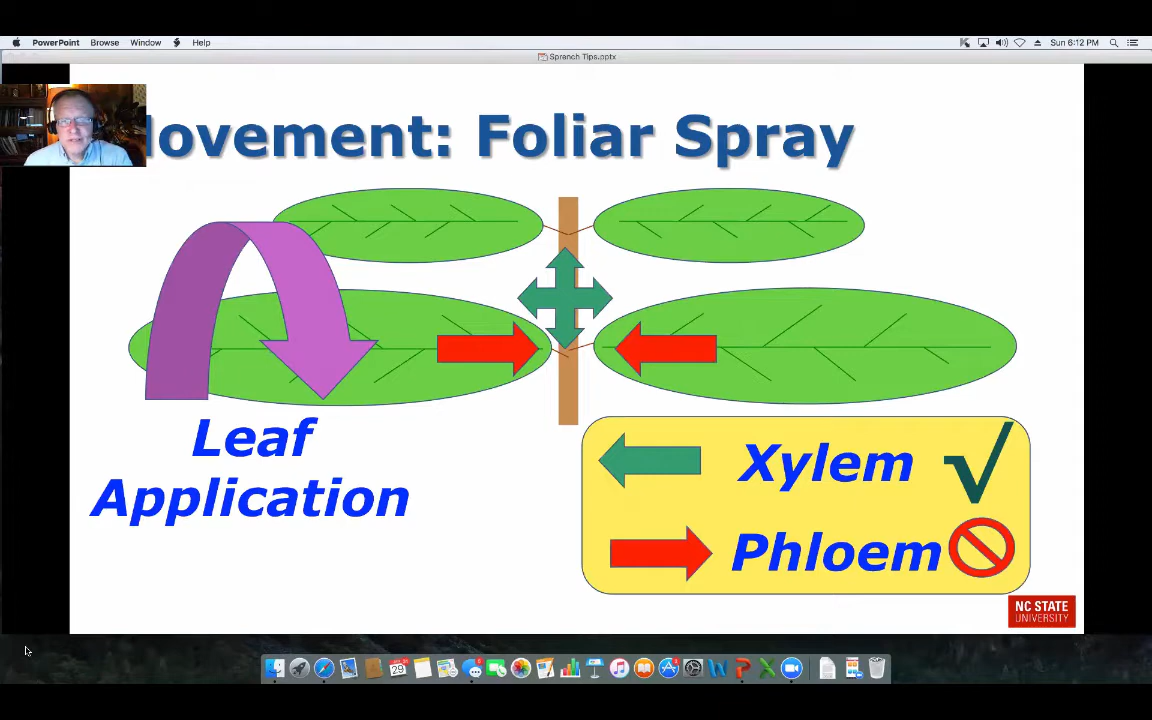 PowerPoint Browse Window Help
Sun 6:12 PM
Sprench Tips.pptx
ovement: Foliar Spray
Leaf
Application
Xylem
Phloem
NC STATE
UNIVERSITY